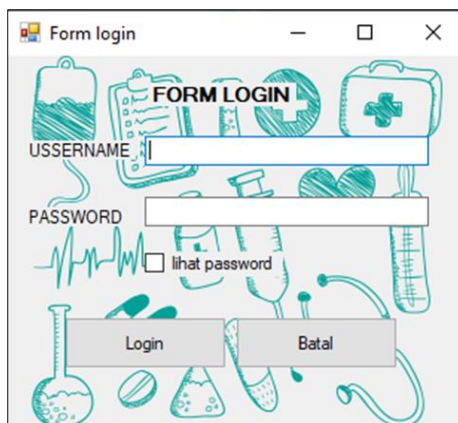 Form login
FORM LOGIN
USSERNAME
PASSWORD
lihat password
Login
Batal